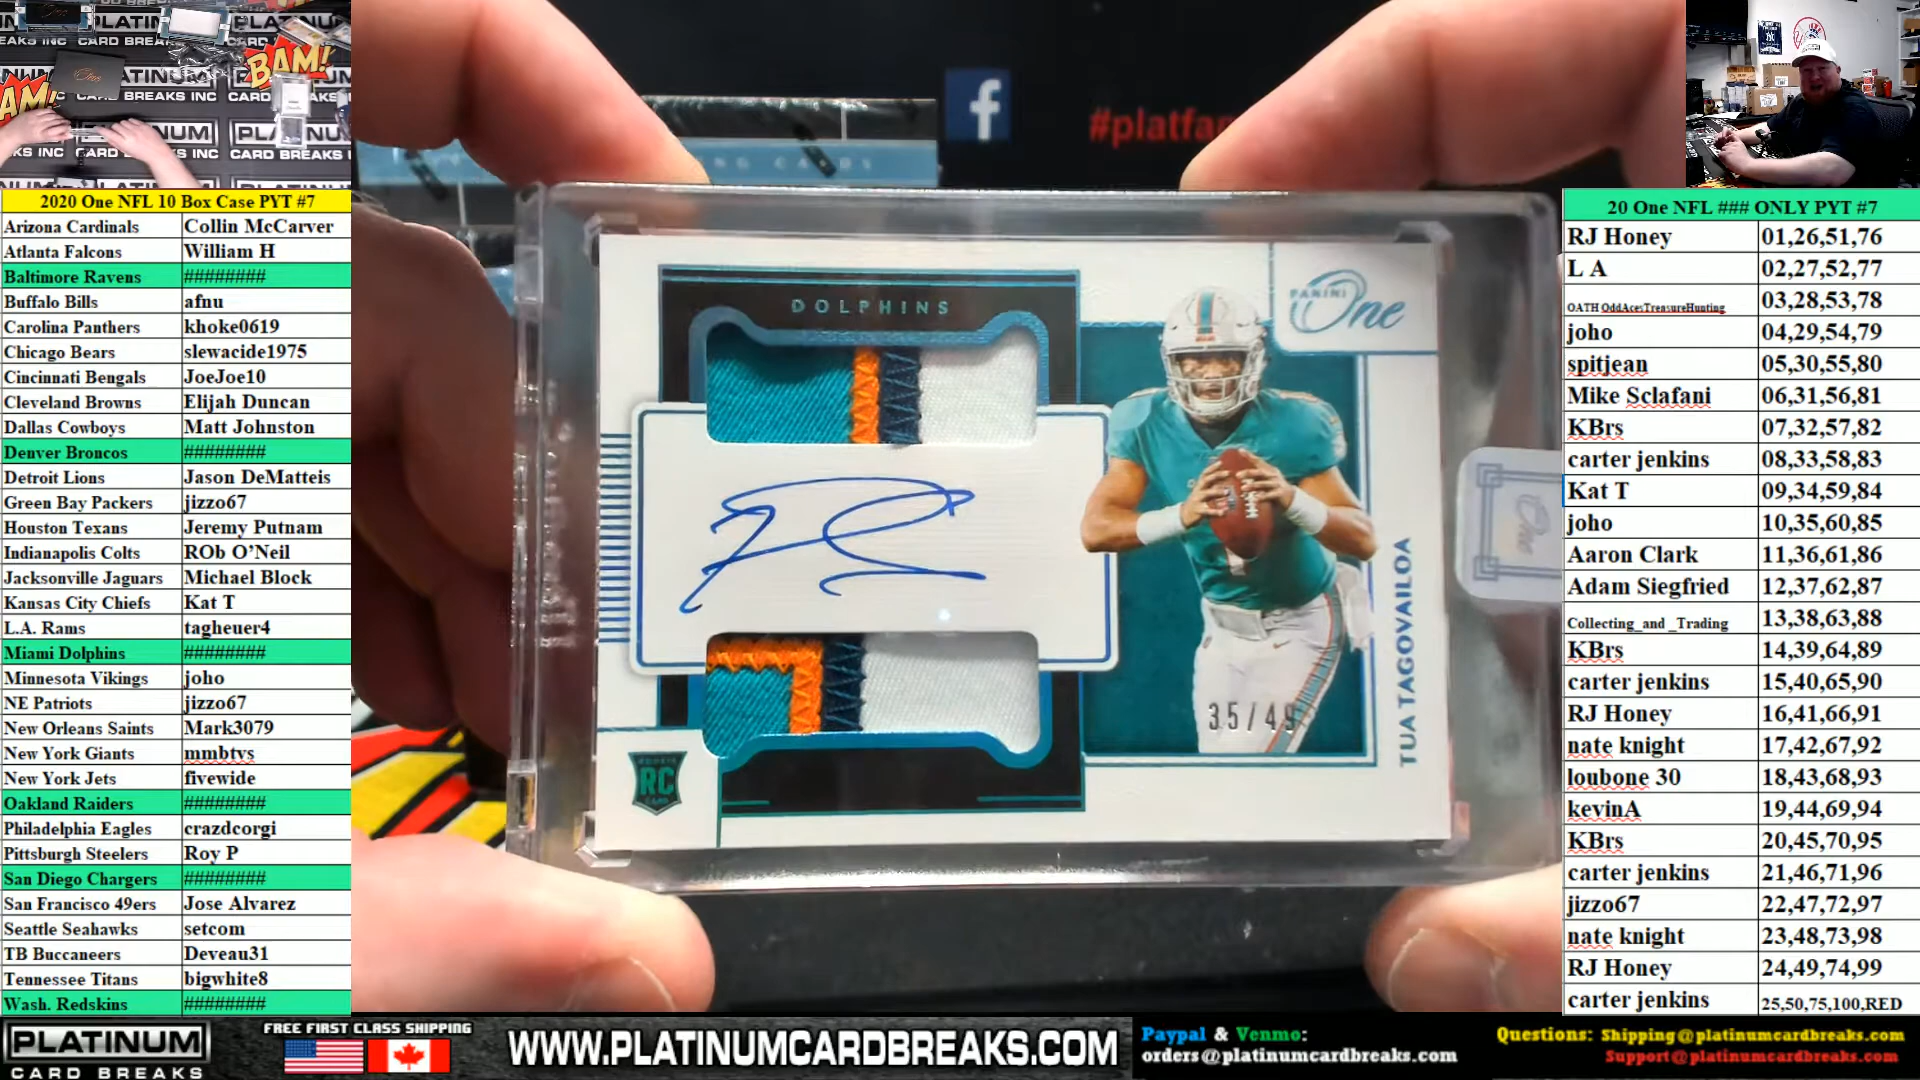 PLATINUM
CARD BREAKS INC
BAM!
2020 One NFL 10 Box Case PYT #7
Arizona Cardinals Collin McCarver
Atlanta Falcons William H
Baltimore Ravens ########
Buffalo Bills afnu
Carolina Panthers khoke0619
Chicago Bears slewacide1975
Cincinnati Bengals JoeJoe10
Cleveland Browns Elijah Duncan
Dallas Cowboys Matt Johnston
Denver Broncos ########
Detroit Lions Jason DeMatteis
Green Bay Packers jizzo67
Houston Texans Jeremy Putnam
Indianapolis Colts ROb O'Neil
Jacksonville Jaguars Michael Block
Kansas City Chiefs Kat T
L.A. Rams tagheuer4
Miami Dolphins ########
Minnesota Vikings joho
NE Patriots jizzo67
New Orleans Saints Mark3079
New York Giants mmbtvs
New York Jets fivewide
Oakland Raiders ########
Philadelphia Eagles crazdcorgi
Pittsburgh Steelers Roy P
San Diego Chargers ########
San Francisco 49ers Jose Alvarez
Seattle Seahawks setcom
TB Buccaneers Deveau31
Tennessee Titans bigwhite8
Wash. Redskins ########
f
#platfa
NG CARDS
DOLPHINS
PANINI
One
35/49
TUA TAGOVAILOA
RC
One
20 One NFL ### ONLY PYT #7
RJ Honey 01,26,51,76
L A 02,27,52,77
OATH OddAcesTreasureHunting 03,28,53,78
joho 04,29,54,79
spitjean 05,30,55,80
Mike Sclafani 06,31,56,81
KBrs 07,32,57,82
carter jenkins 08,33,58,83
Kat T 09,34,59,84
joho 10,35,60,85
Aaron Clark 11,36,61,86
Adam Siegfried 12,37,62,87
Collecting_and _Trading 13,38,63,88
KBrs 14,39,64,89
carter jenkins 15,40,65,90
RJ Honey 16,41,66,91
nate knight 17,42,67,92
loubone 30 18,43,68,93
kevinA 19,44,69,94
KBrs 20,45,70,95
carter jenkins 21,46,71,96
jizzo67 22,47,72,97
nate knight 23,48,73,98
RJ Honey 24,49,74,99
carter jenkins 25,50,75,100,RED
PLATINUM
CARD BREAKS
FREE FIRST CLASS SHIPPING
WWW.PLATINUMCARDBREAKS.COM
Paypal & Venmo:
orders@platinumcardbreaks.com
Questions: Shipping@platinumcardbreaks.com
Support@platinumcardbreaks.com